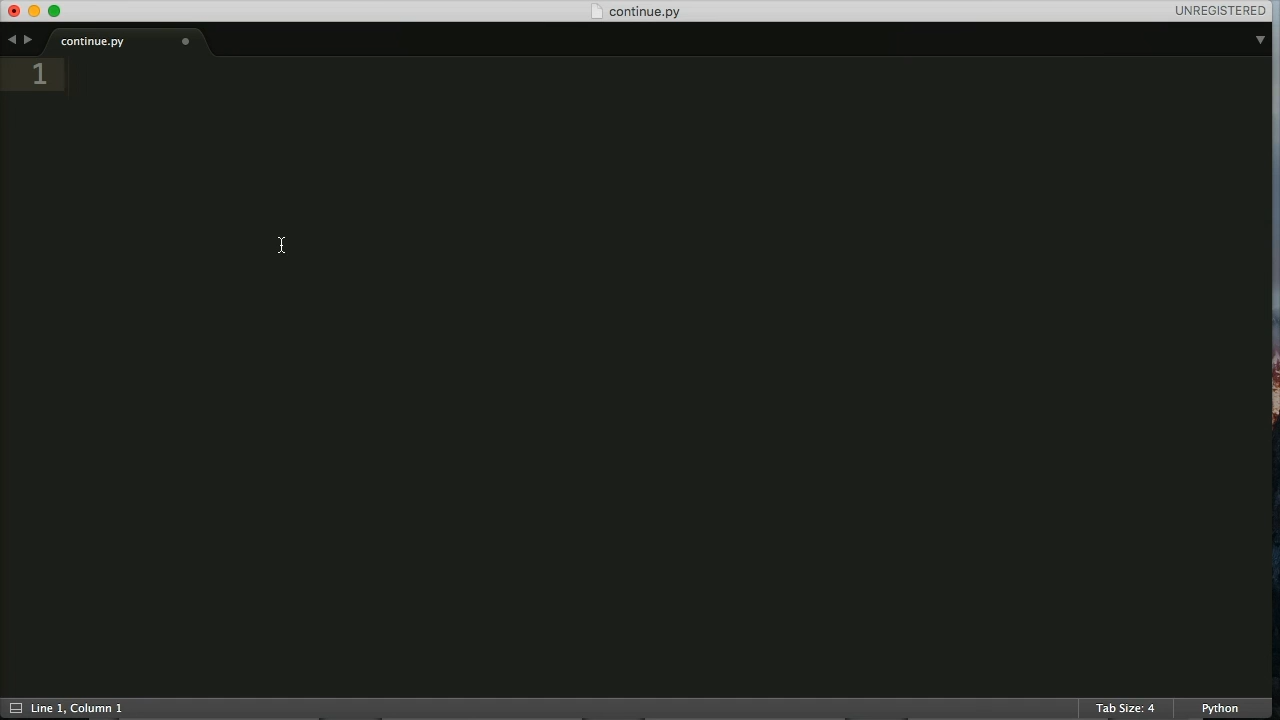 continue.py
UNREGISTERED
continue.py
1
Line 1, Column 1
Tab Size: 4
Python